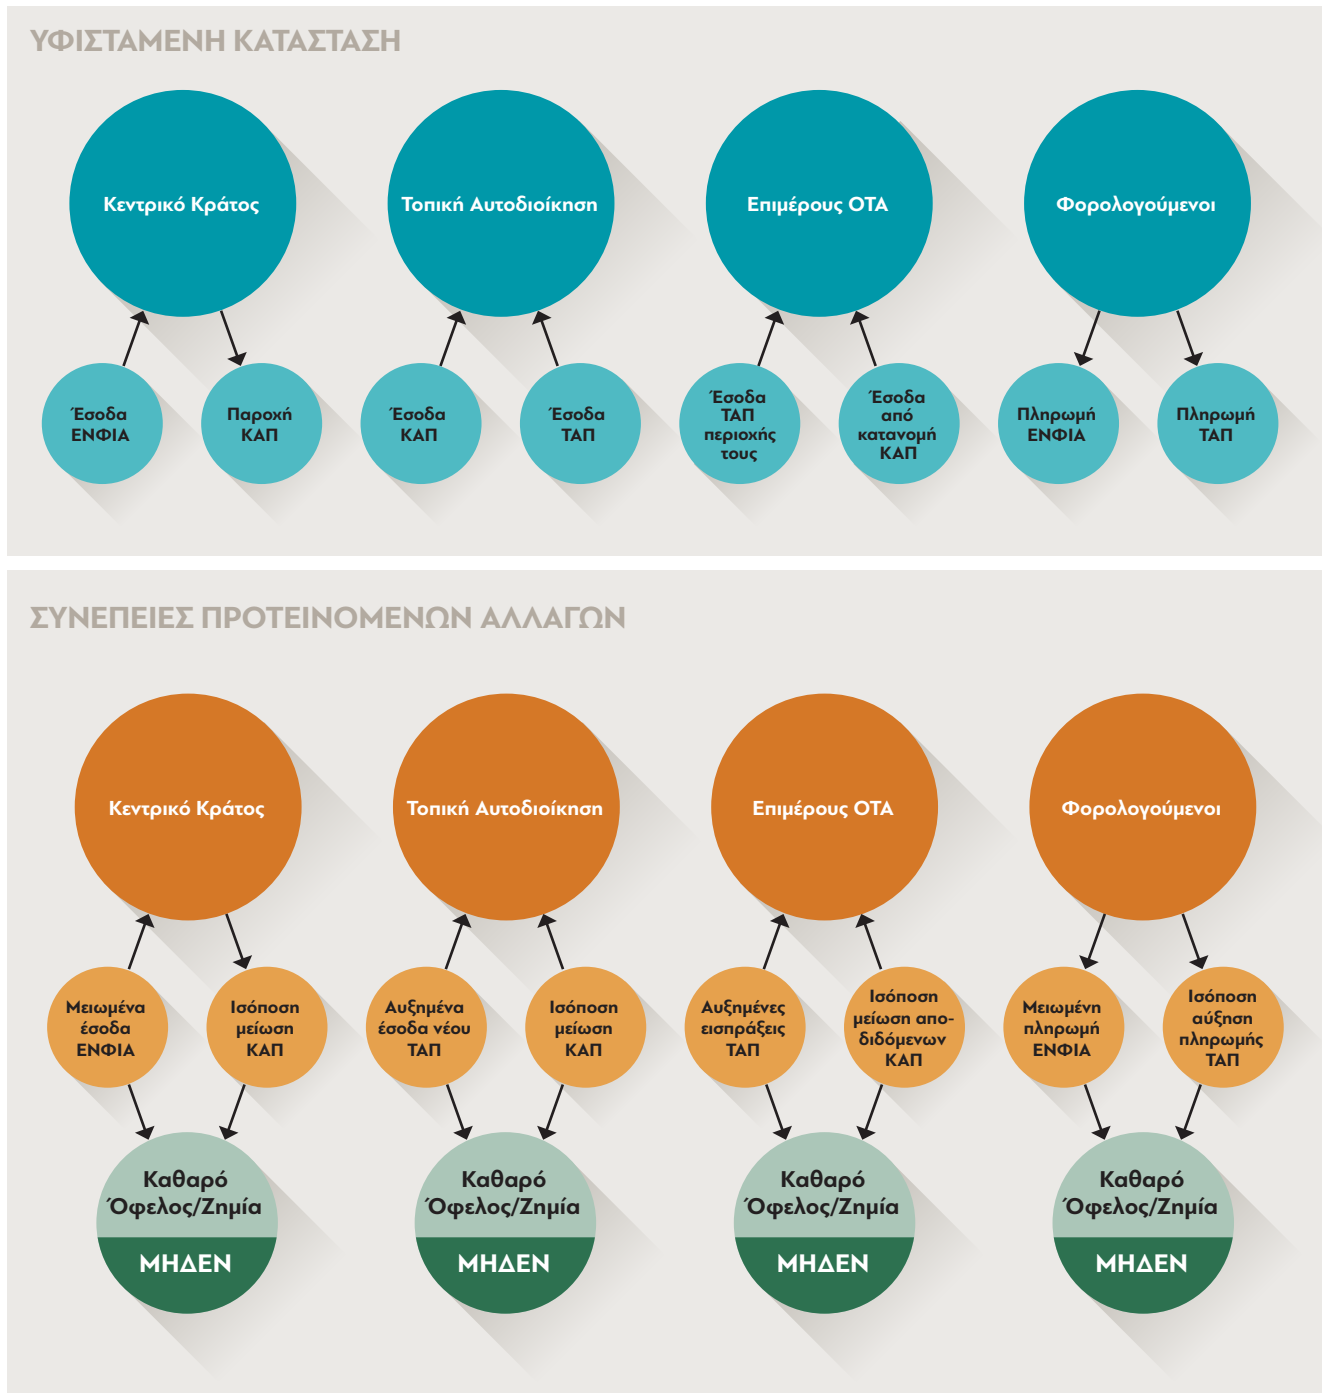 ΥΦΙΣΤΑΜΕΝΗ ΚΑΤΑΣΤΑΣΗ
Κεντρικό Κράτος
Τοπική Αυτοδιοίκηση
Επιμέρους ΟΤΑ
Φορολογούμενοι
Έσοδα
ΕΝΦΙΑ
Παροχή
ΚΑΠ
Έσοδα
ΚΑΠ
Έσοδα
ΤΑΠ
Έσοδα
ΤΑΠ
περιοχής
τους
Έσοδα
από
κατανομή
ΚΑΠ
Πληρωμή
ΕΝΦΙΑ
Πληρωμή
ΤΑΠ
ΣΥΝΕΠΕΙΕΣ ΠΡΟΤΕΙΝΟΜΕΝΩΝ ΑΛΛΑΓΩΝ
Κεντρικό Κράτος
Τοπική Αυτοδιοίκηση
Επιμέρους ΟΤΑ
Φορολογούμενοι
Μειωμένα
έσοδα
ΕΝΦΙΑ
Ισόποση
μείωση
ΚΑΠ
Αυξημένα
έσοδα νέου
ΤΑΠ
Ισόποση
μείωση
ΚΑΠ
Αυξημένες
εισπράξεις
ΤΑΠ
Ισόποση
μείωση απο-
διδόμενων
ΚΑΠ
Μειωμένη
πληρωμή
ΕΝΦΙΑ
Ισόποση
αύξηση
πληρωμής
ΤΑΠ
Καθαρό
Όφελος/Ζημία
ΜΗΔΕΝ
Καθαρό
Όφελος/Ζημία
ΜΗΔΕΝ
Καθαρό
Όφελος/Ζημία
ΜΗΔΕΝ
Καθαρό
Όφελος/Ζημία
ΜΗΔΕΝ